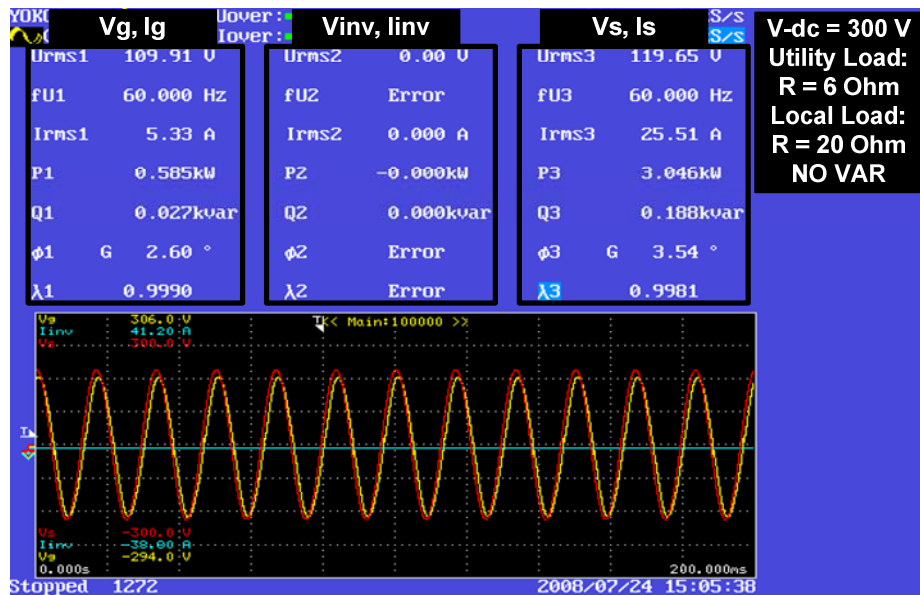 Uover:
Iover:
S/s
S/s
Vg, Ig
Vinv, Iinv
Vs, Is
V-dc = 300 V
Utility Load:
R = 6 Ohm
Local Load:
R = 20 Ohm
NO VAR
Urms1 109.91 V
fU1 60.000 Hz
Irms1 5.33 A
P1 0.585kW
Q1 0.027kvar
φ1 G 2.60 °
λ1 0.9990
Urms2 0.00 V
fU2 Error
Irms2 0.000 A
P2 -0.000kW
Q2 0.000kvar
φ2 Error
λ2 Error
Urms3 119.65 V
fU3 60.000 Hz
Irms3 25.51 A
P3 3.046kW
Q3 0.188kvar
φ3 G 3.54 °
λ3 0.9981
Vg 306.0 V
Iinv 41.20 A
Vs 300.0 V
<< Main:100000 >>
T
Vs -300.0 V
Iinv -38.80 A
Vg -294.0 V
0.000s
200.000ms
Stopped 1272
2008/07/24 15:05:38